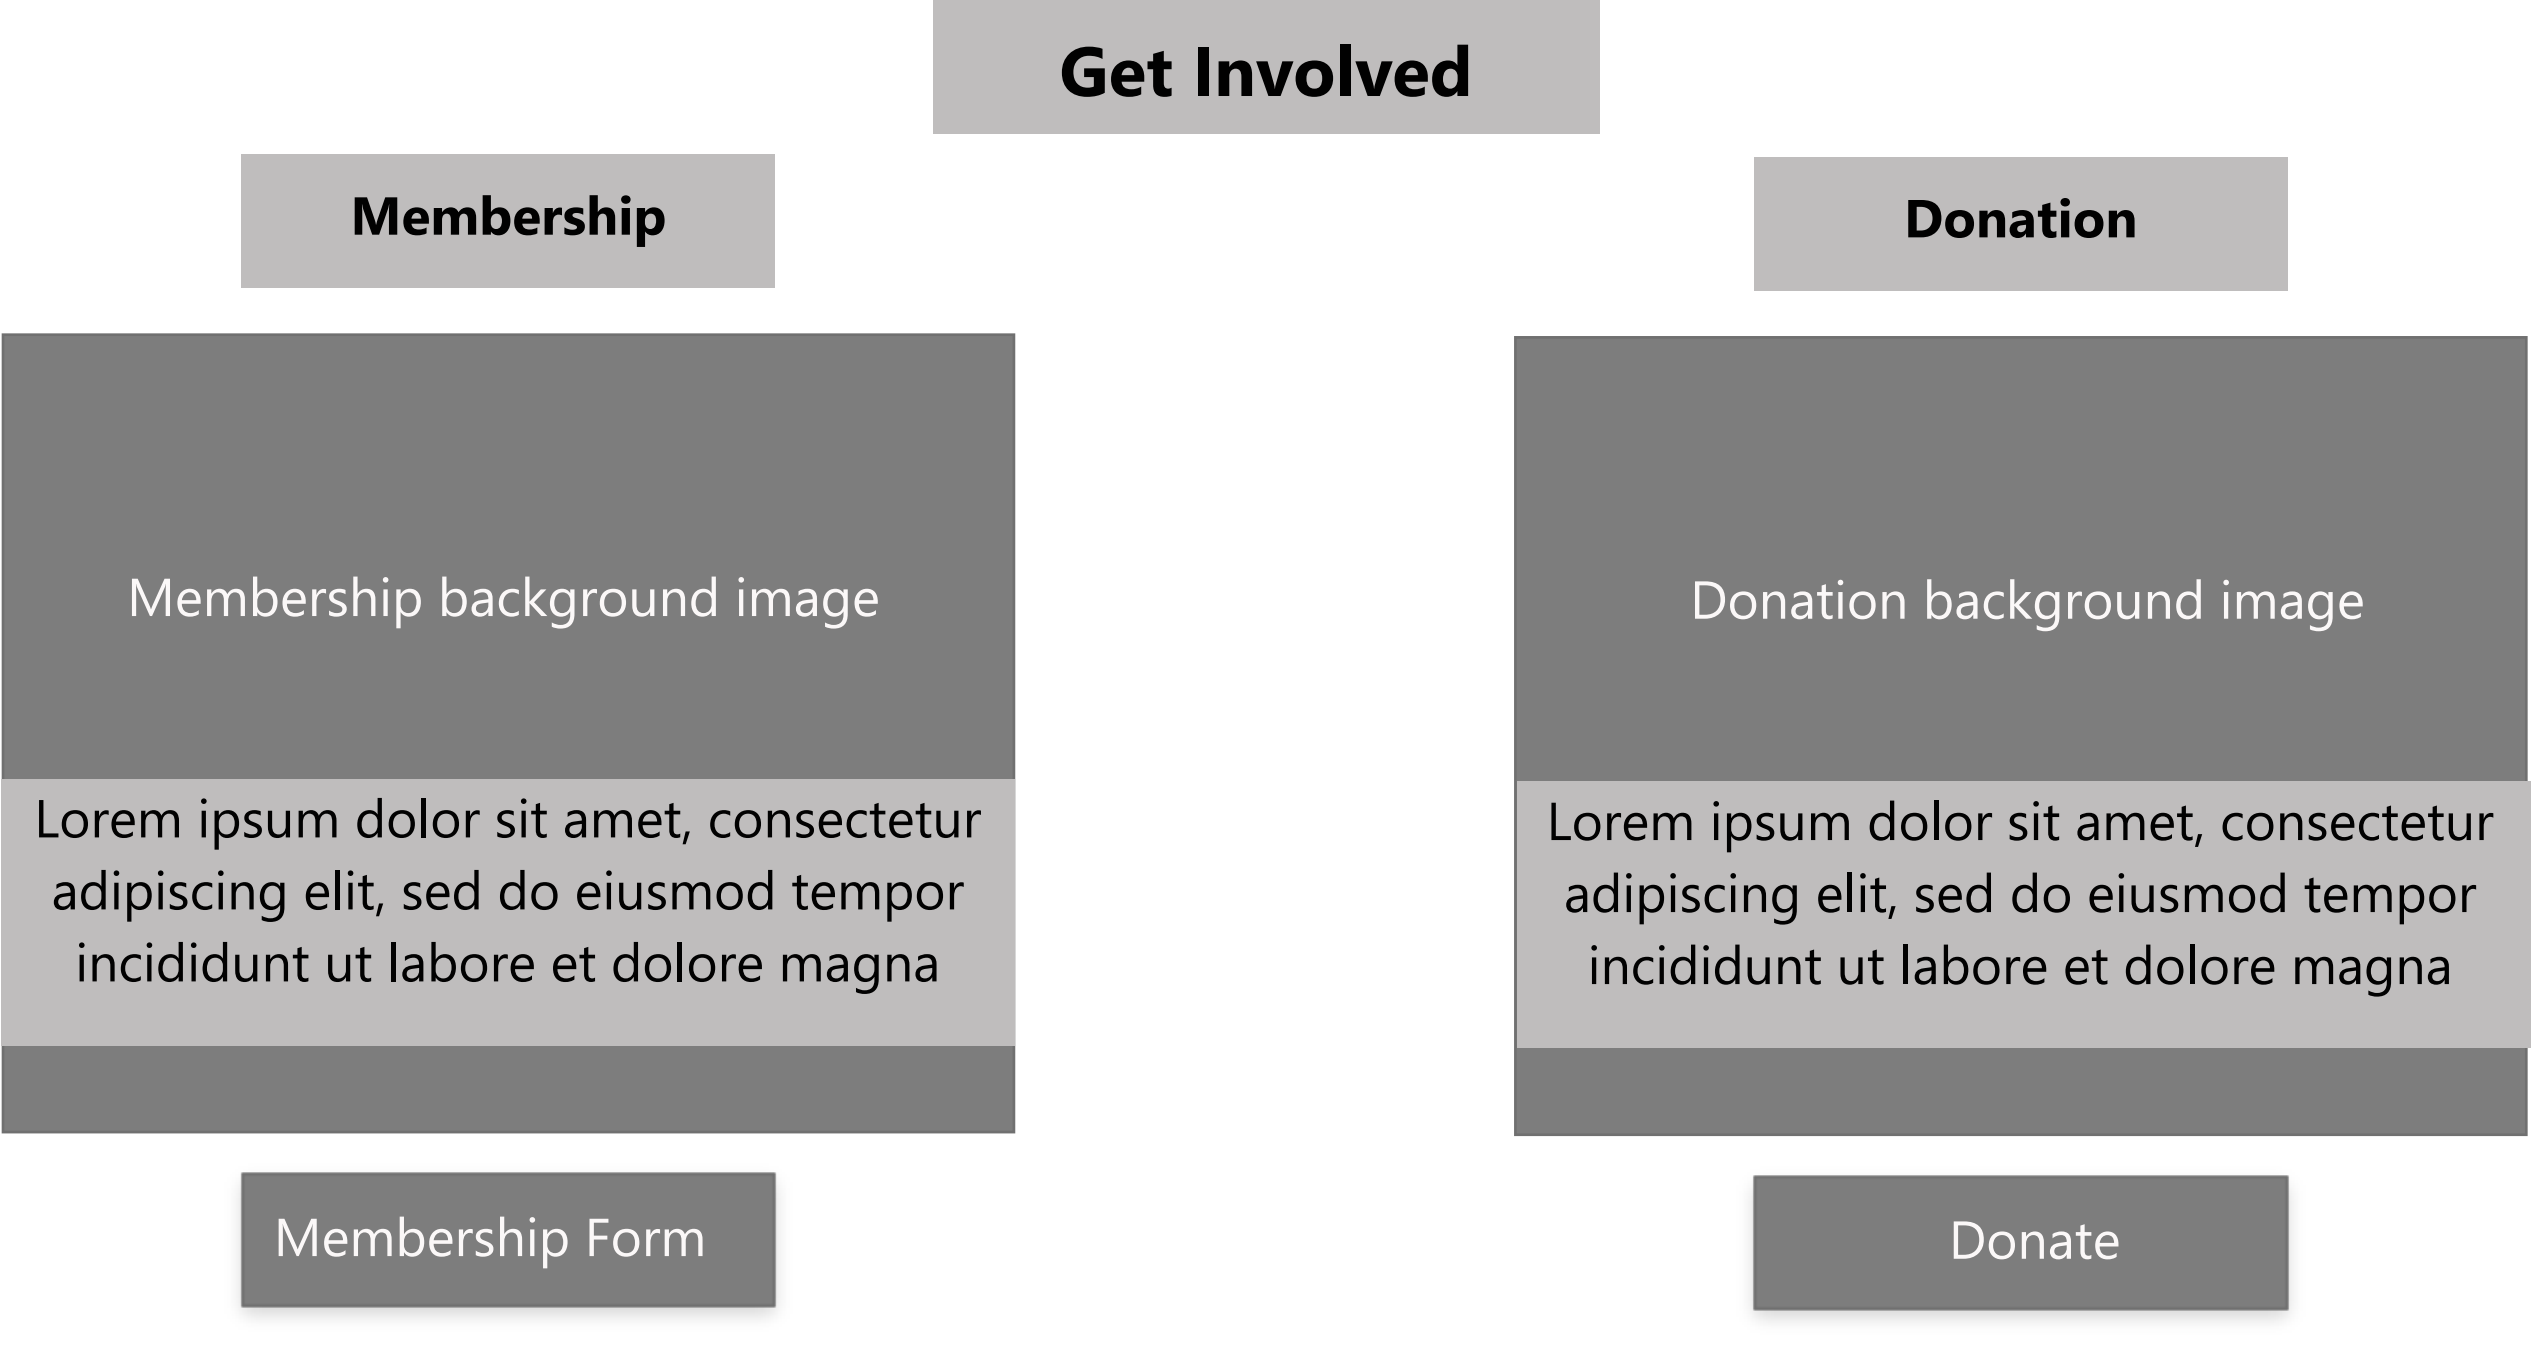 Get Involved
Membership
Membership background image
Lorem ipsum dolor sit amet, consectetur
adipiscing elit, sed do eiusmod tempor
incididunt ut labore et dolore magna
Membership Form
Donation
Donation background image
Lorem ipsum dolor sit amet, consectetur
adipiscing elit, sed do eiusmod tempor
incididunt ut labore et dolore magna
Donate